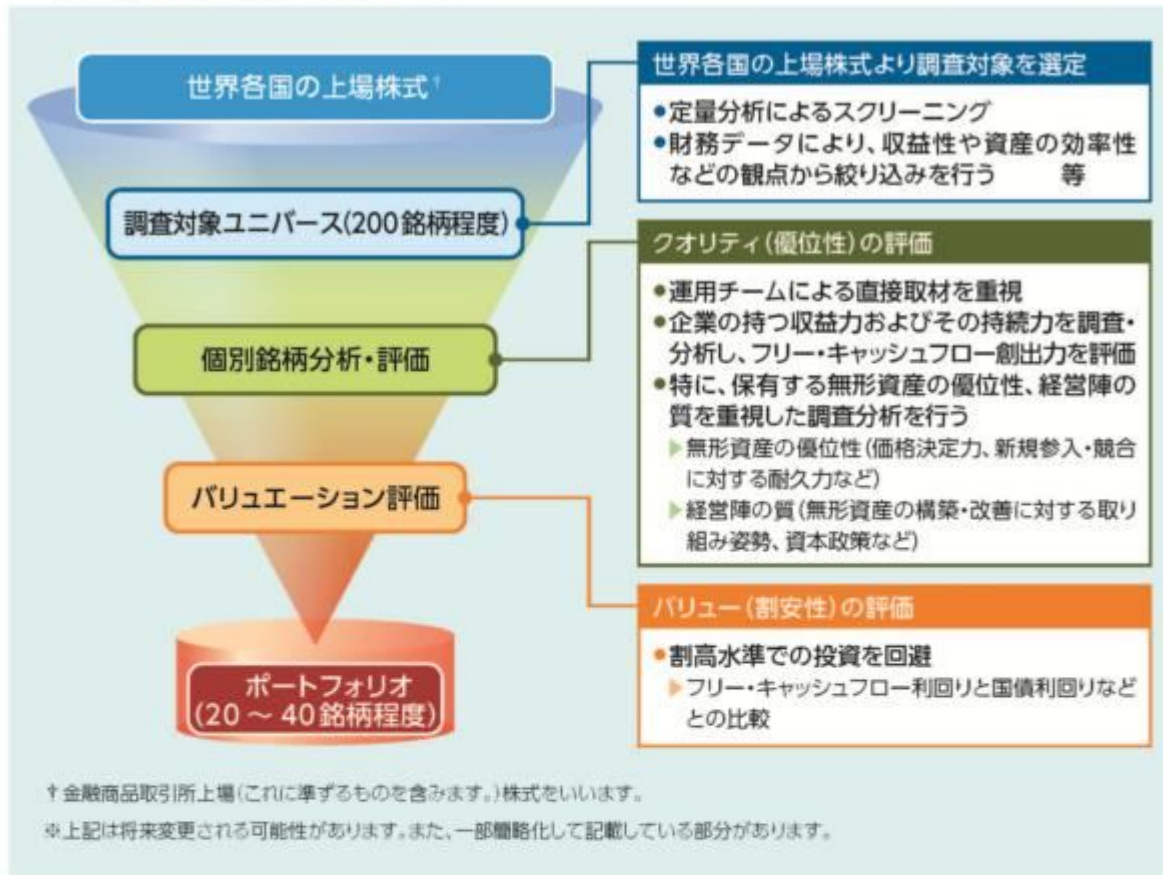 世界各国の上場株式†
調査対象ユニバース(200銘柄程度)
個別銘柄分析・評価
バリュエーション評価
ポートフォリオ
(20～40銘柄程度)
世界各国の上場株式より調査対象を選定
●定量分析によるスクリーニング
●財務データにより、収益性や資産の効率性
などの観点から絞り込みを行う 等
クオリティ(優位性)の評価
●運用チームによる直接取材を重視
●企業の持つ収益力およびその持続力を調査・
分析し、フリー・キャッシュフロー創出力を評価
●特に、保有する無形資産の優位性、経営陣の
質を重視した調査分析を行う
▶無形資産の優位性(価格決定力、新規参入・競合
に対する耐久力など)
▶経営陣の質(無形資産の構築・改善に対する取り
組み姿勢、資本政策など)
バリュー(割安性)の評価
●割高水準での投資を回避
▶フリー・キャッシュフロー利回りと国債利回りなど
との比較
†金融商品取引所上場(これに準ずるものを含みます。)株式をいいます。
※上記は将来変更される可能性があります。また、一部簡略化して記載している部分があります。